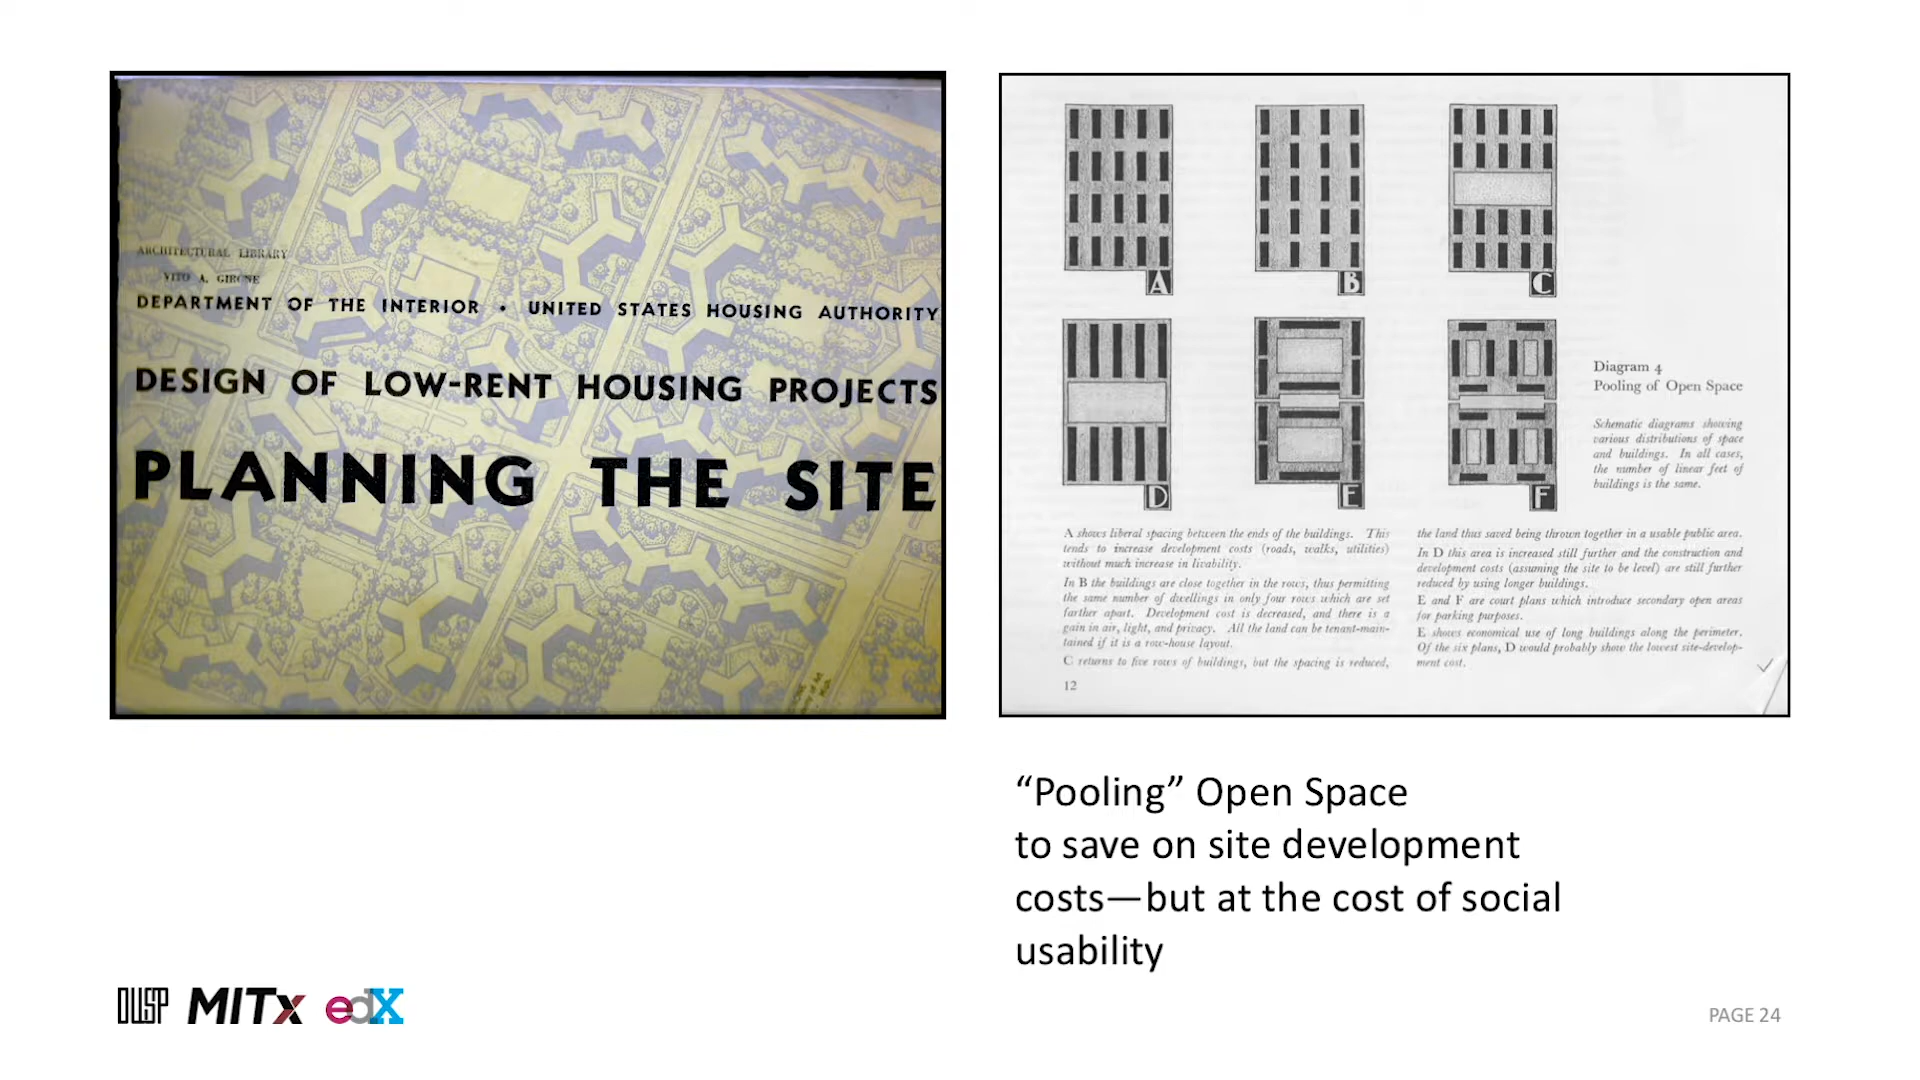 ARCHITECTURAL LIBRARY
VITO A. GIRONE
DEPARTMENT OF THE INTERIOR • UNITED STATES HOUSING AUTHORITY
DESIGN OF LOW-RENT HOUSING PROJECTS
PLANNING THE SITE
A
B
C
D
E
F
Diagram 4
Pooling of Open Space
Schematic diagrams showing
various distributions of space
and buildings. In all cases,
the number of linear feet of
buildings is the same.
A shows liberal spacing between the ends of the buildings. This
tends to increase development costs (roads, walks, utilities)
without much increase in livability.
In B the buildings are close together in the rows, thus permitting
the same number of dwellings in only four rows which are set
farther apart. Development cost is decreased, and there is a
gain in air, light, and privacy. All the land can be tenant-main-
tained if it is a row-house layout.
C returns to five rows of buildings, but the spacing is reduced,
12
the land thus saved being thrown together in a usable public area.
In D this area is increased still further and the construction and
development costs (assuming the site to be level) are still further
reduced by using longer buildings.
E and F are court plans which introduce secondary open areas
for parking purposes.
E shows economical use of long buildings along the perimeter.
Of the six plans, D would probably show the lowest site-develop-
ment cost.
“Pooling” Open Space
to save on site development
costs—but at the cost of social
usability
DUSP MITx edX
PAGE 24